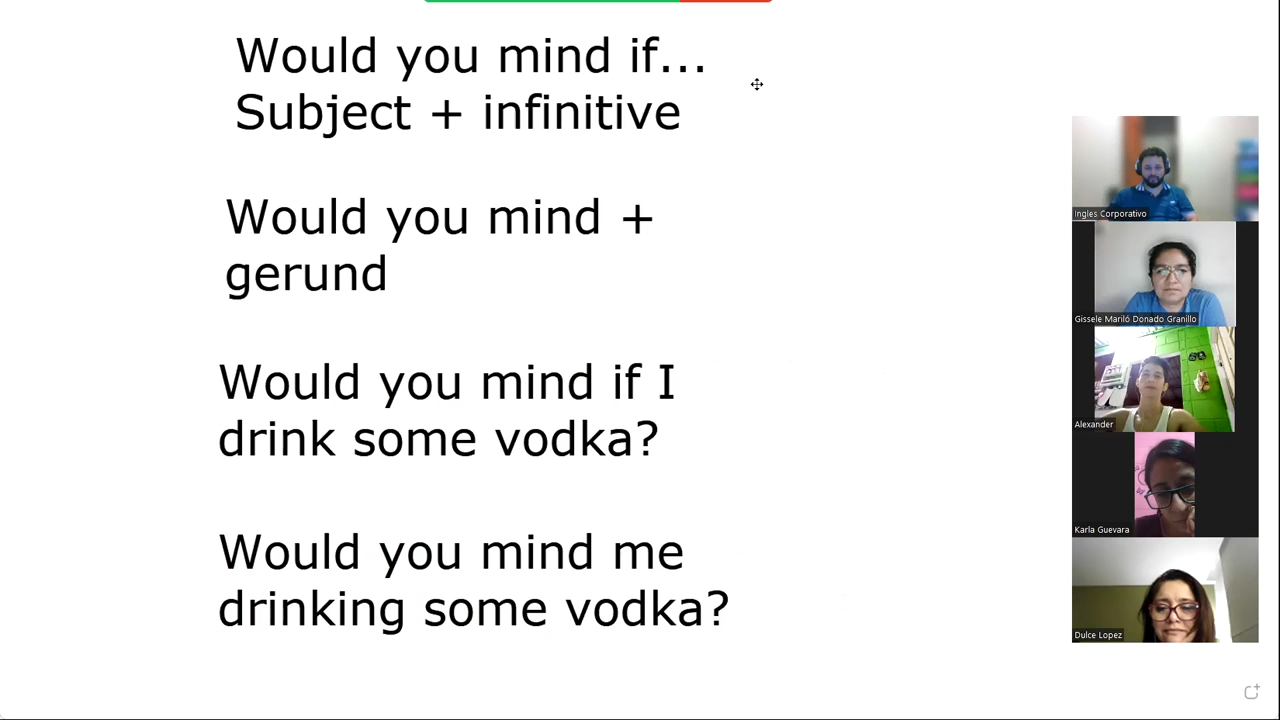 Would you mind if...
Subject + infinitive
Would you mind +
gerund
Would you mind if I
drink some vodka?
Would you mind me
drinking some vodka?
Ingles Corporativo
Gissele Mariló Donado Granillo
Alexander
Karla Guevara
Dulce Lopez